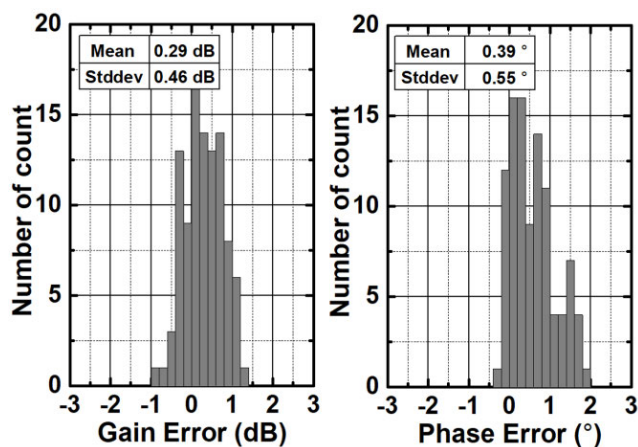 20
15
10
5
0
Number of count
Mean 0.29 dB
Stddev 0.46 dB
-3 -2 -1 0 1 2 3
Gain Error (dB)
20
15
10
5
0
Number of count
Mean 0.39 °
Stddev 0.55 °
-3 -2 -1 0 1 2 3
Phase Error (°)